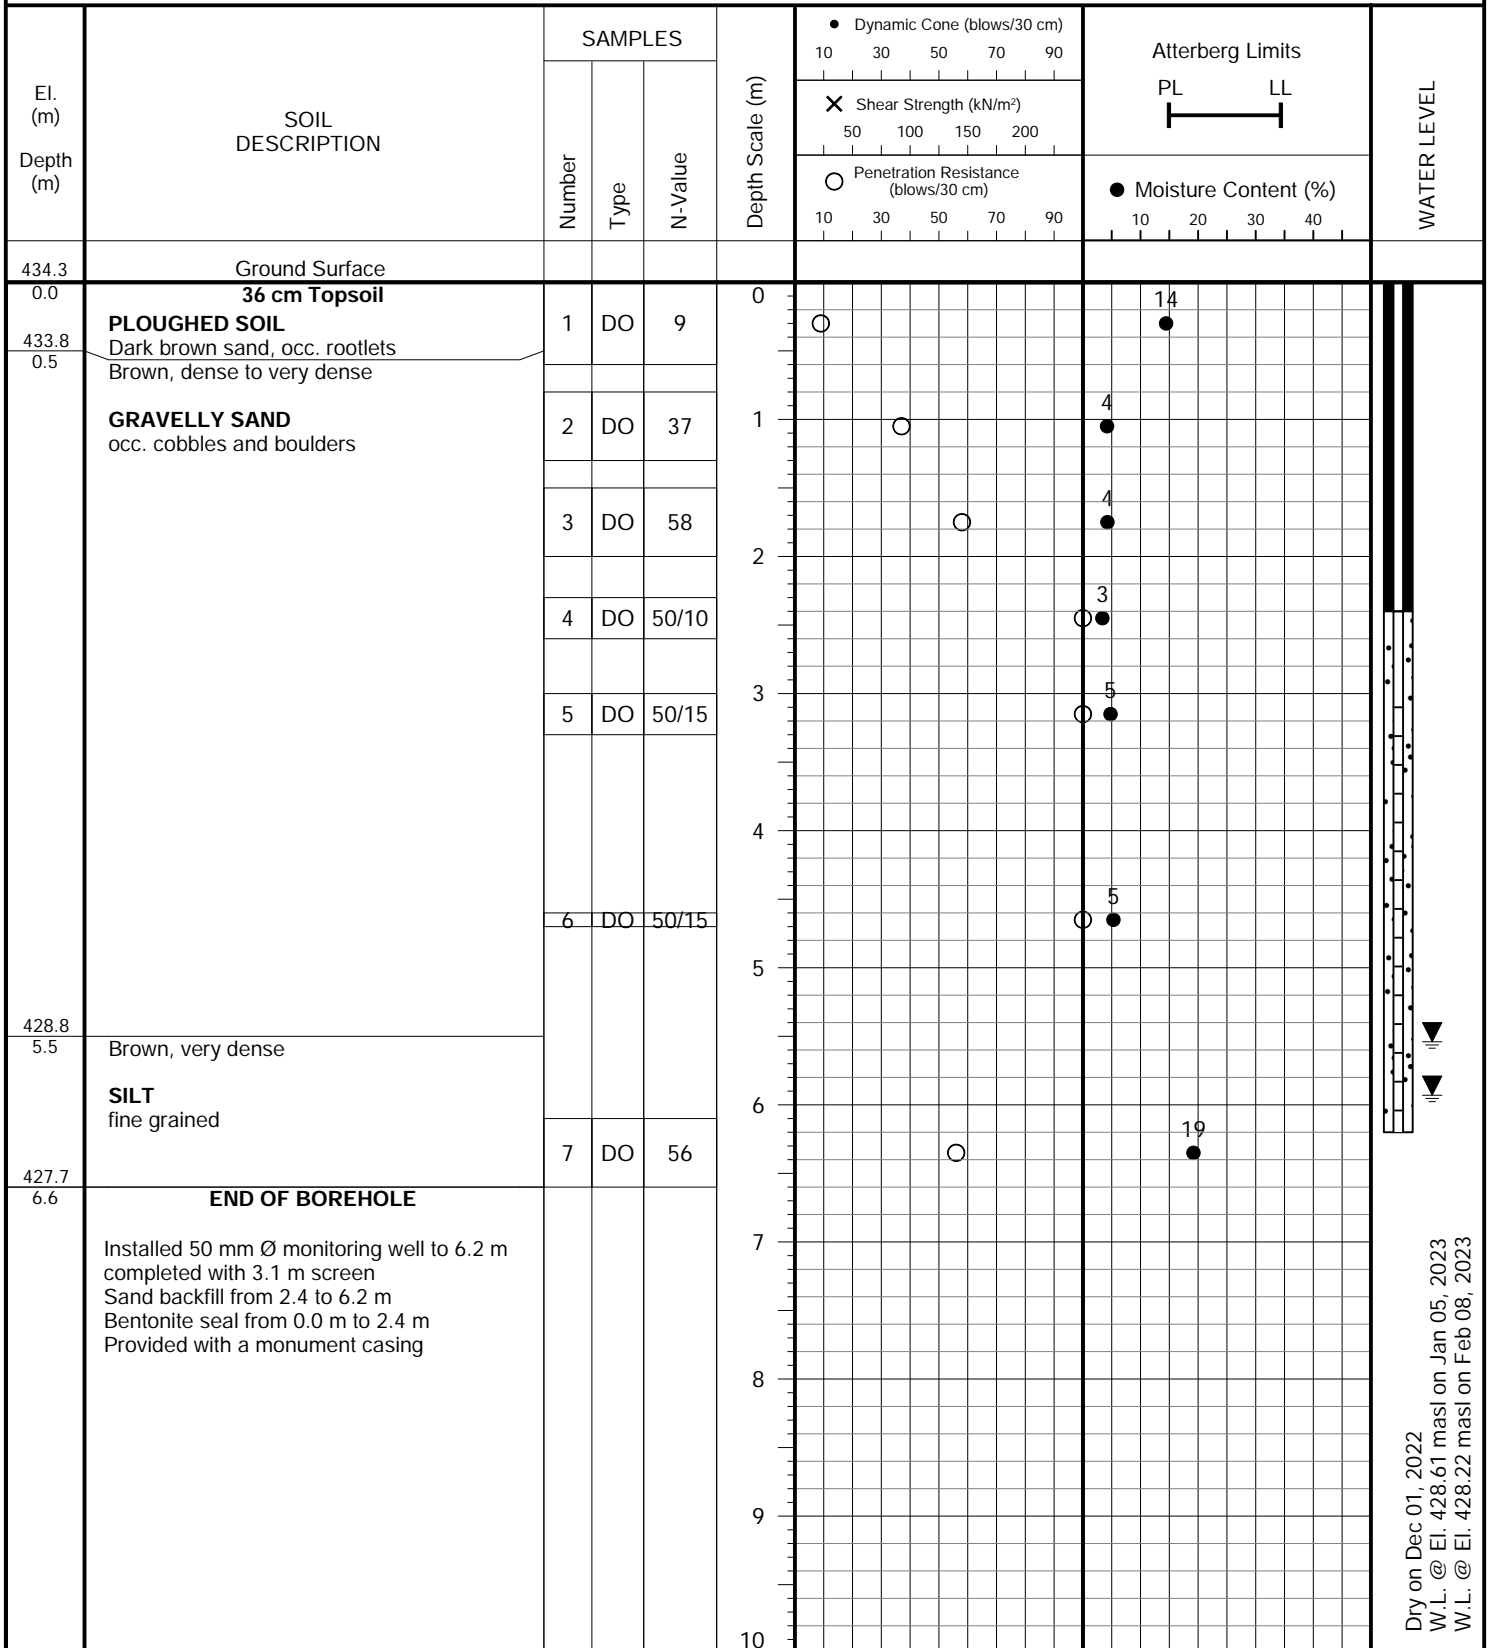 El.
(m)
Depth
(m)
SOIL
DESCRIPTION
SAMPLES
Number
Type
N-Value
Depth Scale (m)
● Dynamic Cone (blows/30 cm)
10 30 50 70 90
✕ Shear Strength (kN/m²)
50 100 150 200
○ Penetration Resistance
(blows/30 cm)
10 30 50 70 90
Atterberg Limits
PL LL
● Moisture Content (%)
10 20 30 40
WATER LEVEL
434.3 Ground Surface
0.0 36 cm Topsoil
0
PLOUGHED SOIL
Dark brown sand, occ. rootlets
1 DO 9
14
433.8
0.5
Brown, dense to very dense
GRAVELLY SAND
occ. cobbles and boulders
2 DO 37
1
4
3 DO 58
4
2
4 DO 50/10
3
3
5 DO 50/15
5
4
6 DO 50/15
5
5
428.8
5.5
Brown, very dense
SILT
fine grained
6
7 DO 56
19
427.7
6.6
END OF BOREHOLE
Installed 50 mm Ø monitoring well to 6.2 m
completed with 3.1 m screen
Sand backfill from 2.4 to 6.2 m
Bentonite seal from 0.0 m to 2.4 m
Provided with a monument casing
7
8
9
10
Dry on Dec 01, 2022
W.L. @ El. 428.61 masl on Jan 05, 2023
W.L. @ El. 428.22 masl on Feb 08, 2023